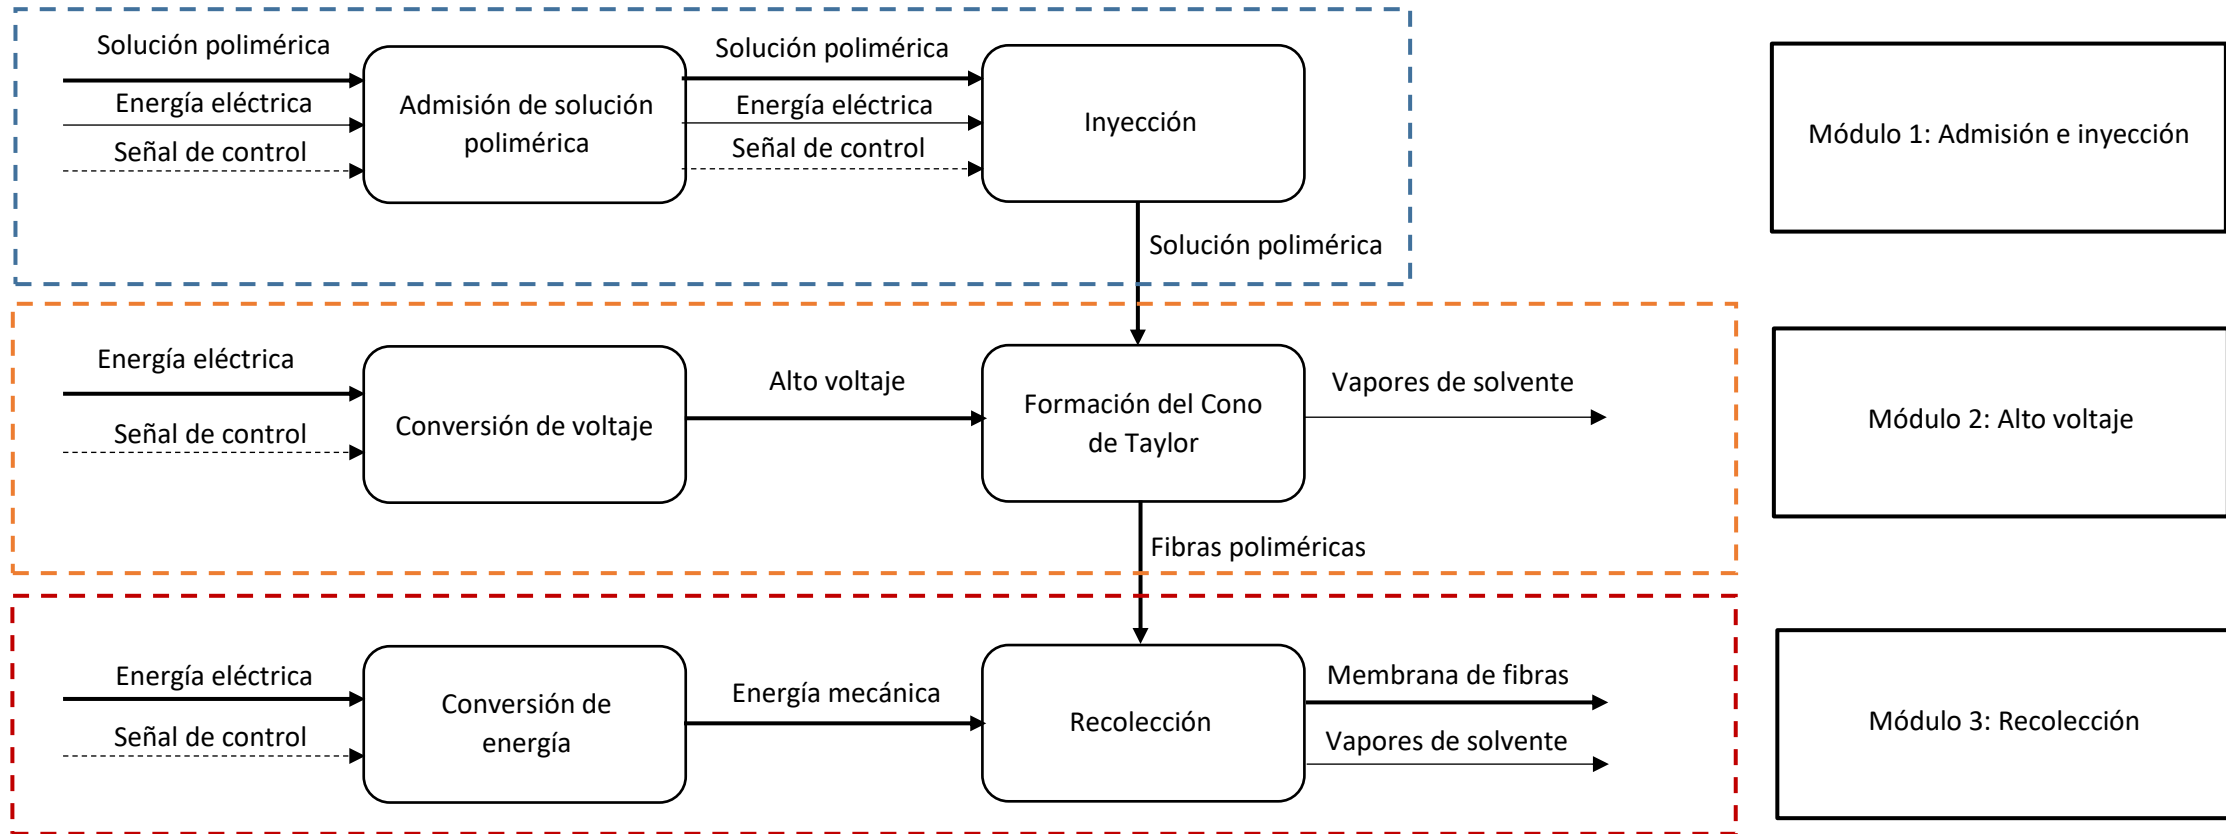 Solución polimérica
Energía eléctrica
Señal de control
Admisión de solución
polimérica
Solución polimérica
Energía eléctrica
Señal de control
Inyección
Módulo 1: Admisión e inyección
Solución polimérica
Energía eléctrica
Señal de control
Conversión de voltaje
Alto voltaje
Formación del Cono
de Taylor
Vapores de solvente
Módulo 2: Alto voltaje
Fibras poliméricas
Energía eléctrica
Señal de control
Conversión de
energía
Energía mecánica
Recolección
Membrana de fibras
Vapores de solvente
Módulo 3: Recolección